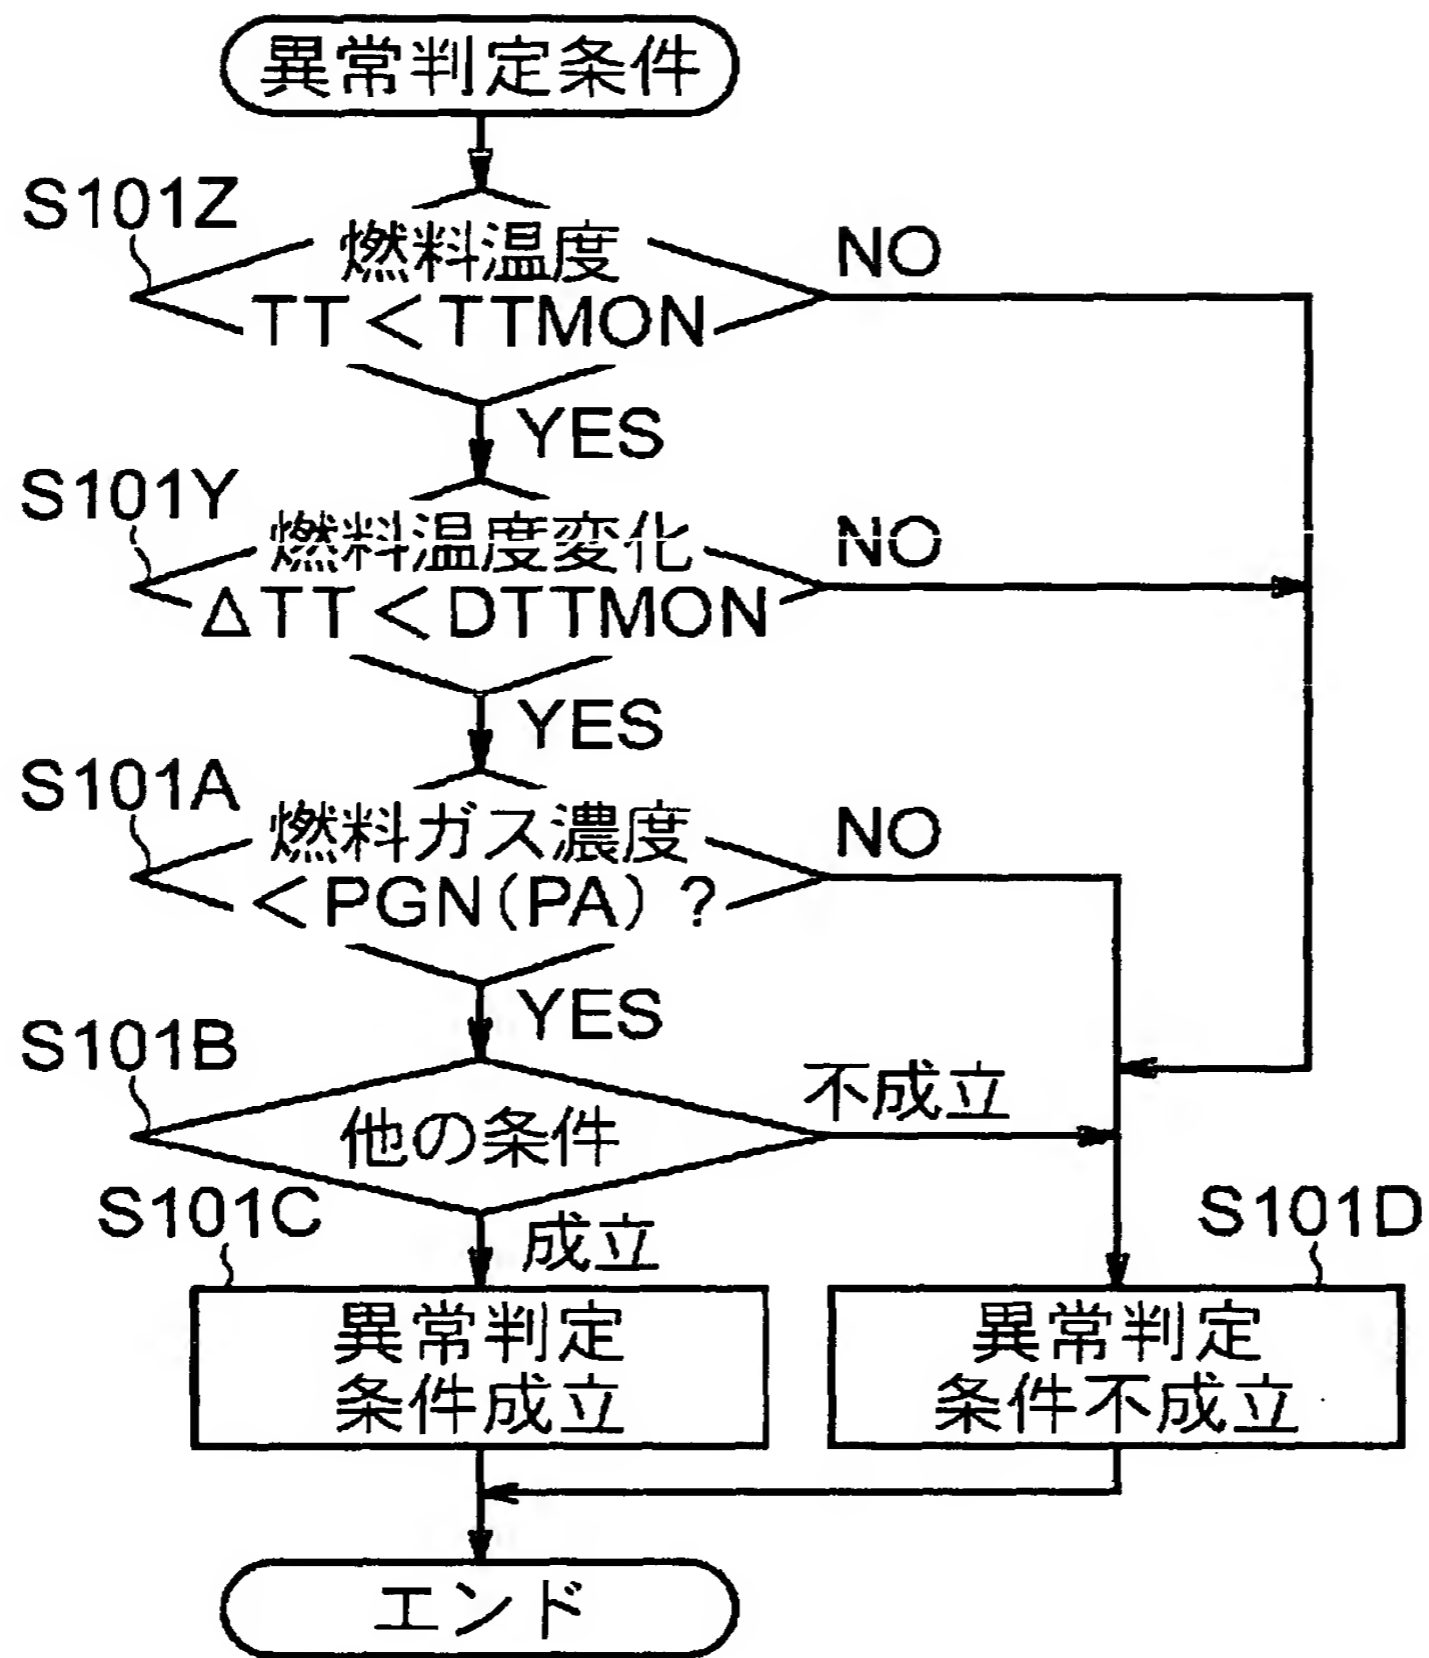 異常判定条件
S101Z
燃料温度
TT<TTMON
NO
YES
S101Y
燃料温度変化
ΔTT<DTTMON
NO
YES
S101A
燃料ガス濃度
<PGN(PA)?
NO
YES
S101B
他の条件
不成立
成立
S101C
異常判定
条件成立
S101D
異常判定
条件不成立
エンド